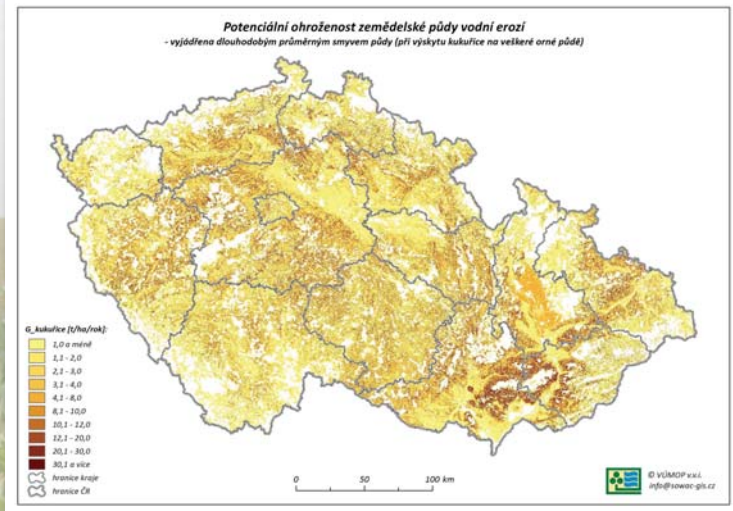 Potenciální ohroženost zemědelské půdy vodní erozí
- vyjádřena dlouhodobým průměrným smyvem půdy (při výskytu kukuřice na veškeré orné půdě)
G_kukuřice [t/ha/rok]:
1,0 a méně
1,1 - 2,0
2,1 - 3,0
3,1 - 4,0
4,1 - 8,0
8,1 - 10,0
10,1 - 12,0
12,1 - 20,0
20,1 - 30,0
30,1 a více
hranice kraje
hranice ČR
0 50 100 km
© VÚMOP v.v.i.
info@sowac-gis.cz